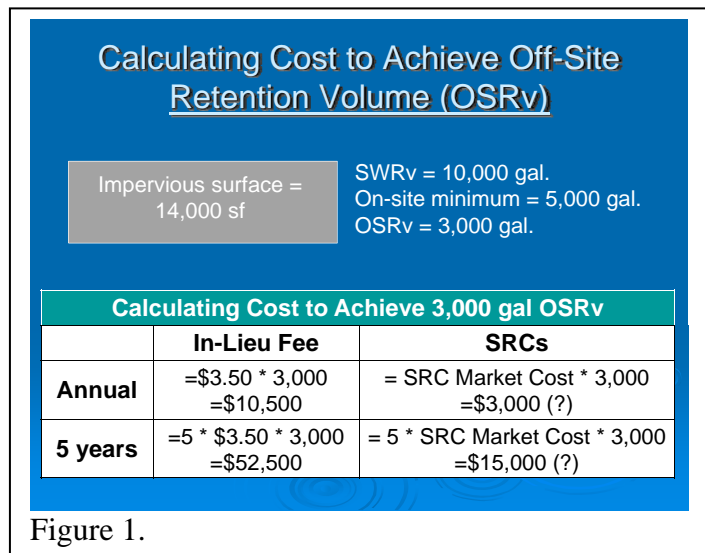 Calculating Cost to Achieve Off-Site
Retention Volume (OSRv)
Impervious surface =
14,000 sf
SWRv = 10,000 gal.
On-site minimum = 5,000 gal.
OSRv = 3,000 gal.
Calculating Cost to Achieve 3,000 gal OSRv
In-Lieu Fee SRCs
Annual
=$3.50 * 3,000
=$10,500
= SRC Market Cost * 3,000
=$3,000 (?)
5 years
=5 * $3.50 * 3,000
=$52,500
= 5 * SRC Market Cost * 3,000
=$15,000 (?)
Figure 1.